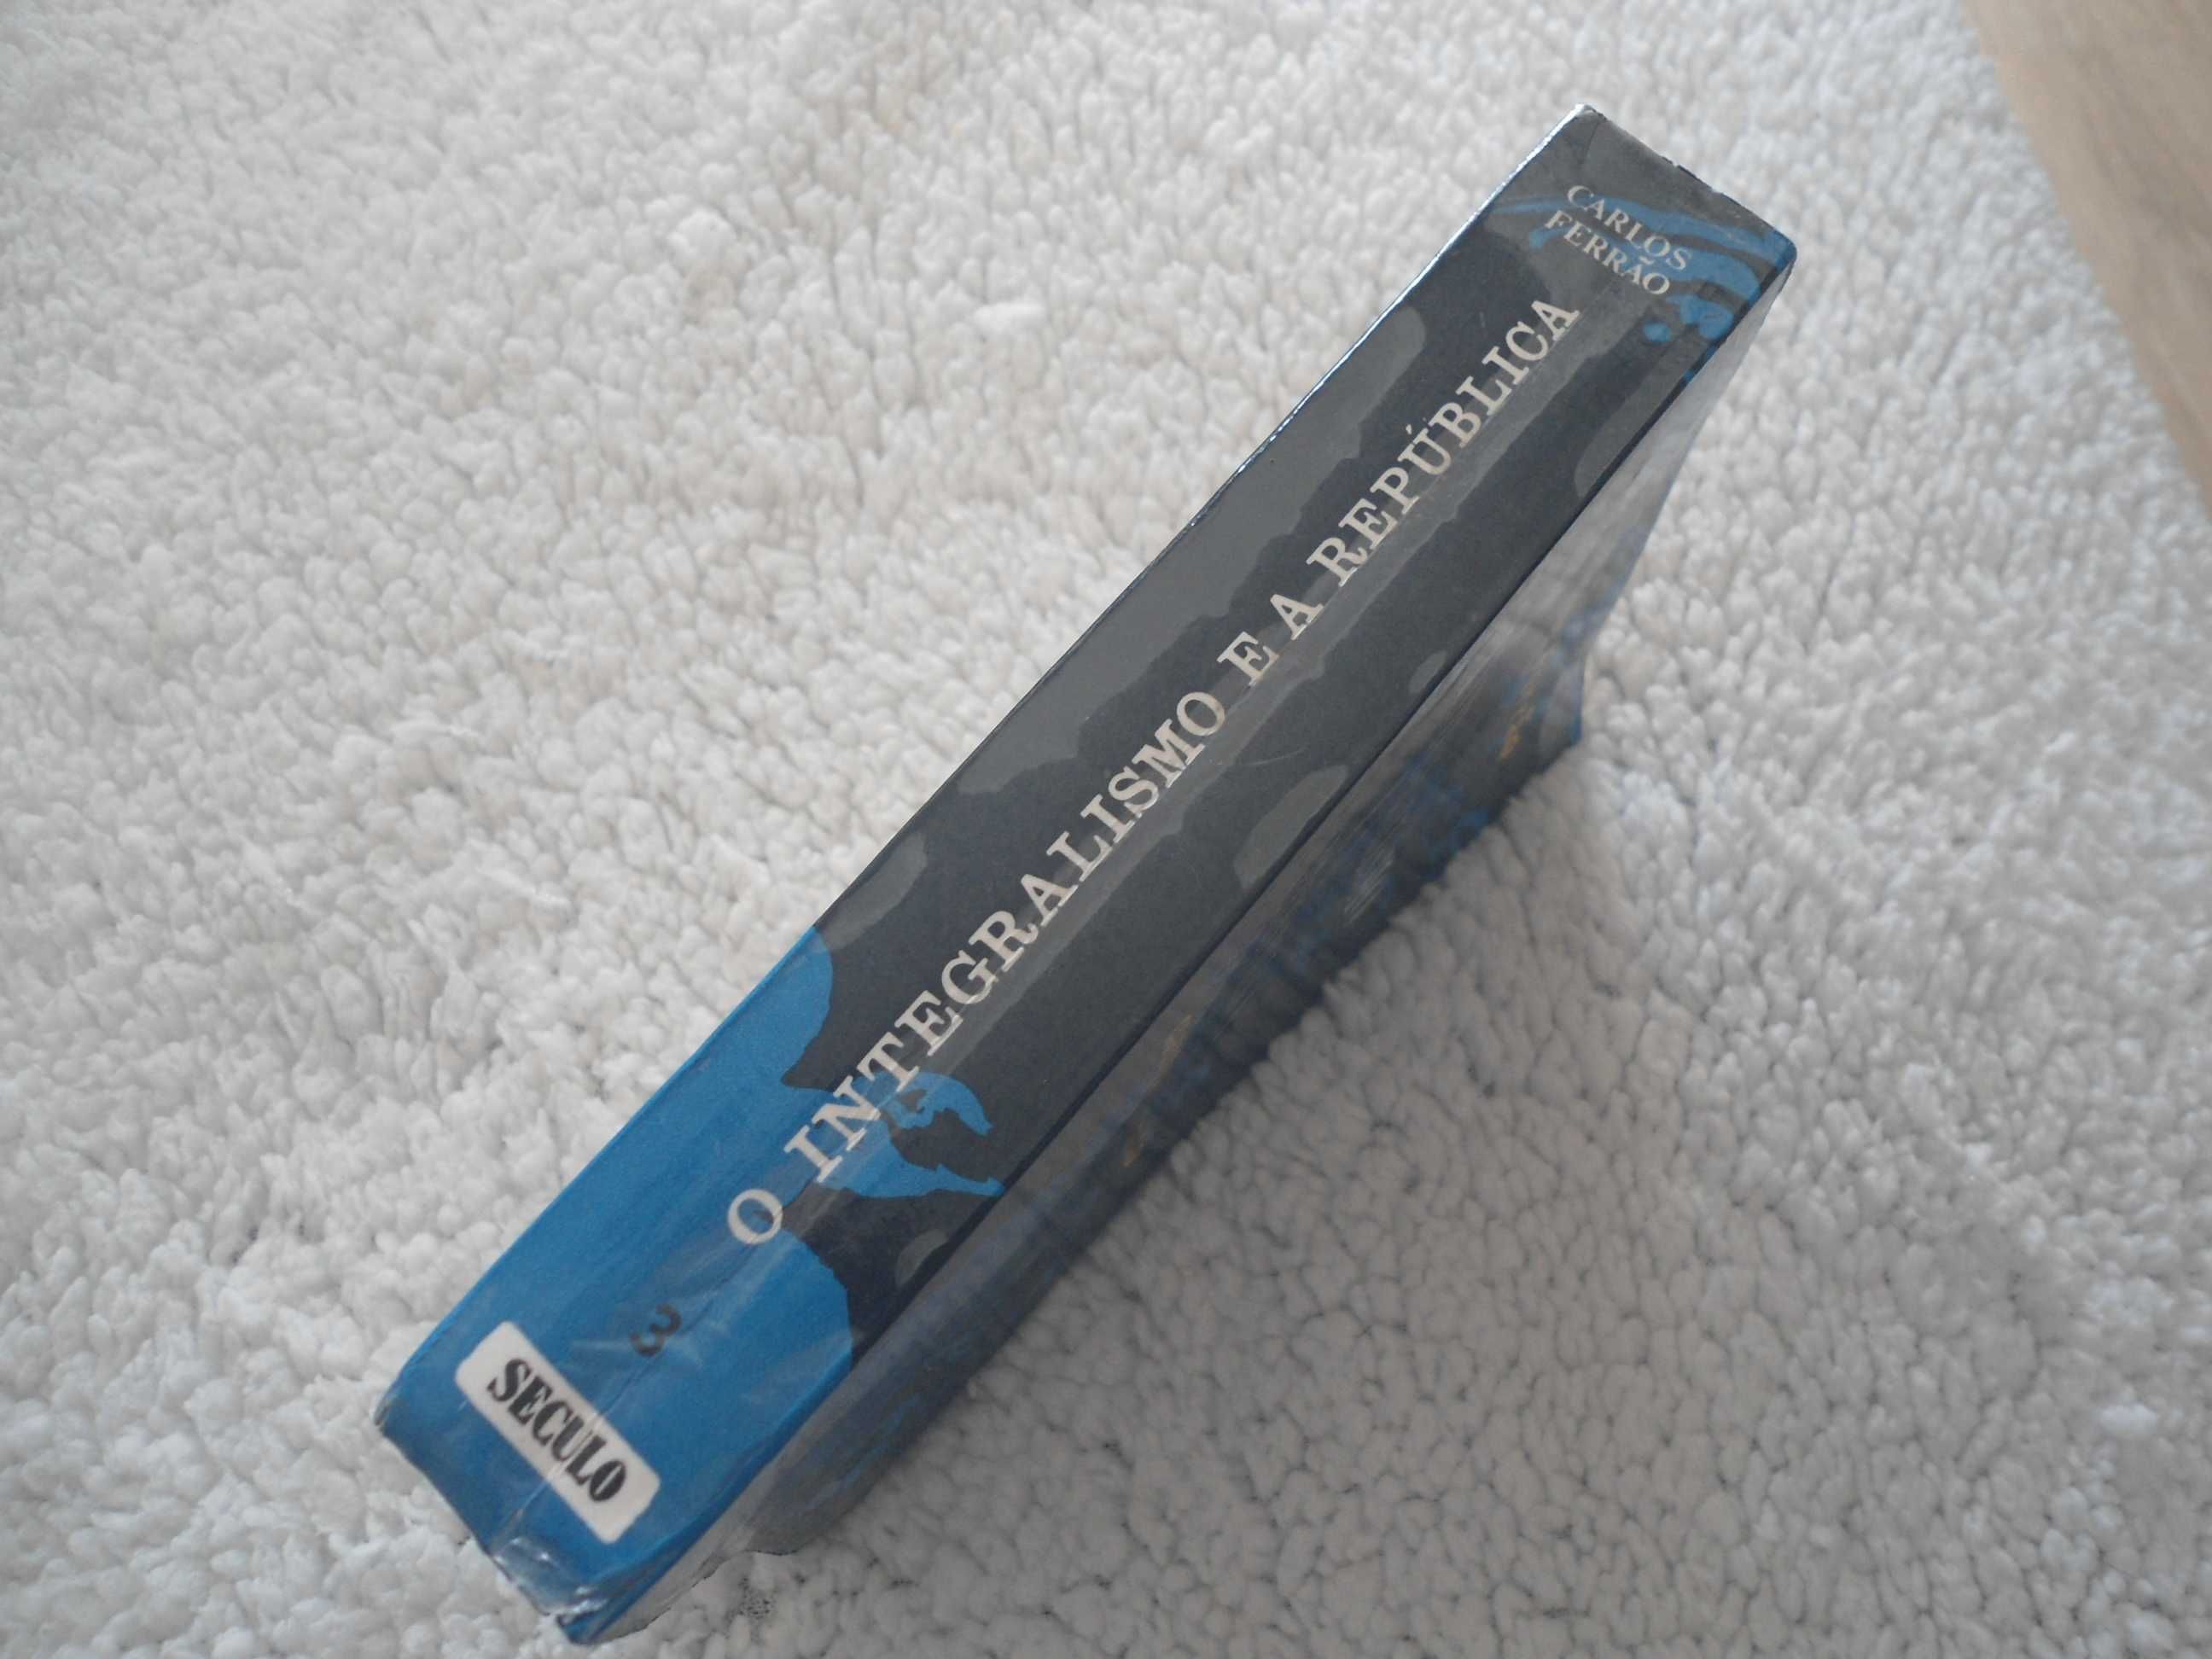 CARLOS
FERRÃO
O INTEGRALISMO E A REPÚBLICA
3
SECULO